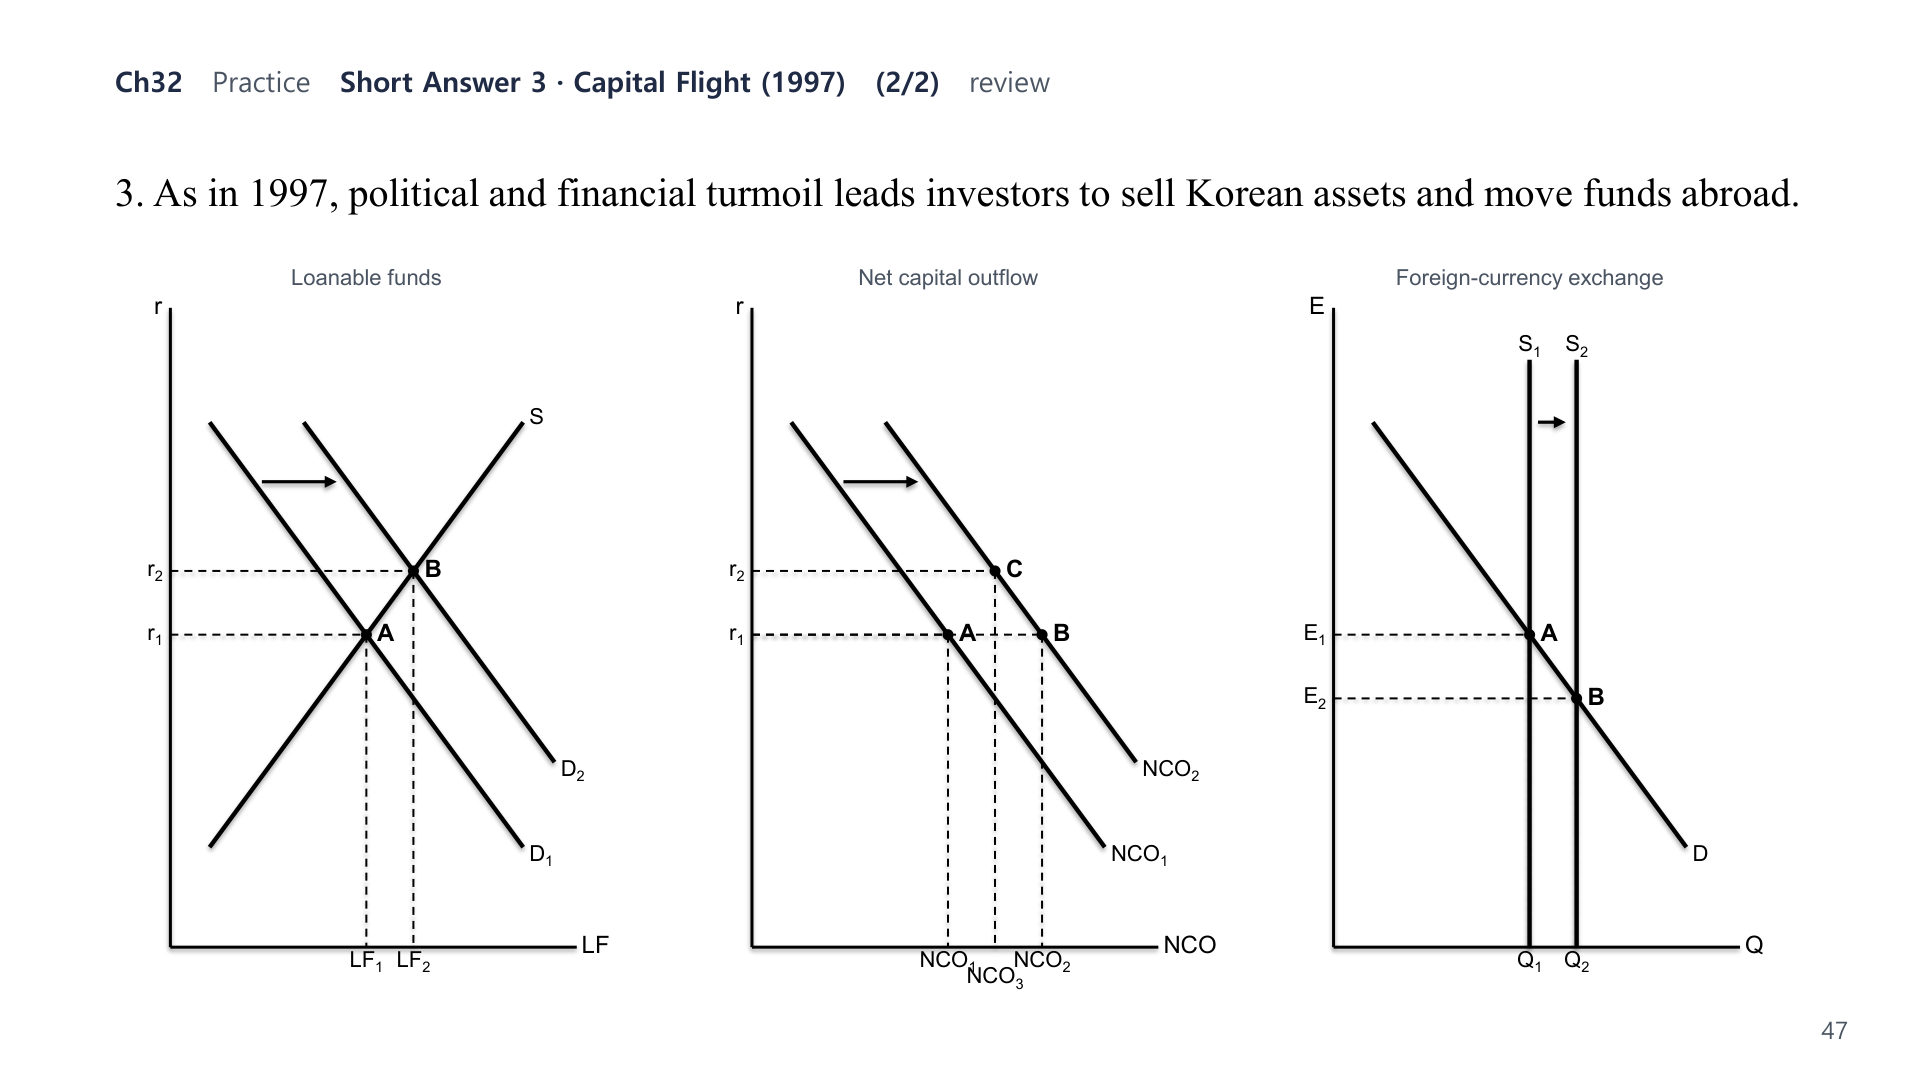 Ch32 Practice Short Answer 3 · Capital Flight (1997) (2/2) review
3. As in 1997, political and financial turmoil leads investors to sell Korean assets and move funds abroad.
Loanable funds
r
S
r₂
B
r₁
A
D₂
D₁
LF
LF₁ LF₂
Net capital outflow
r
r₂
C
r₁
A
B
NCO₂
NCO₁
NCO
NCO₁ NCO₂
NCO₃
Foreign-currency exchange
E
S₁ S₂
E₁
A
E₂
B
D
Q
Q₁ Q₂
47